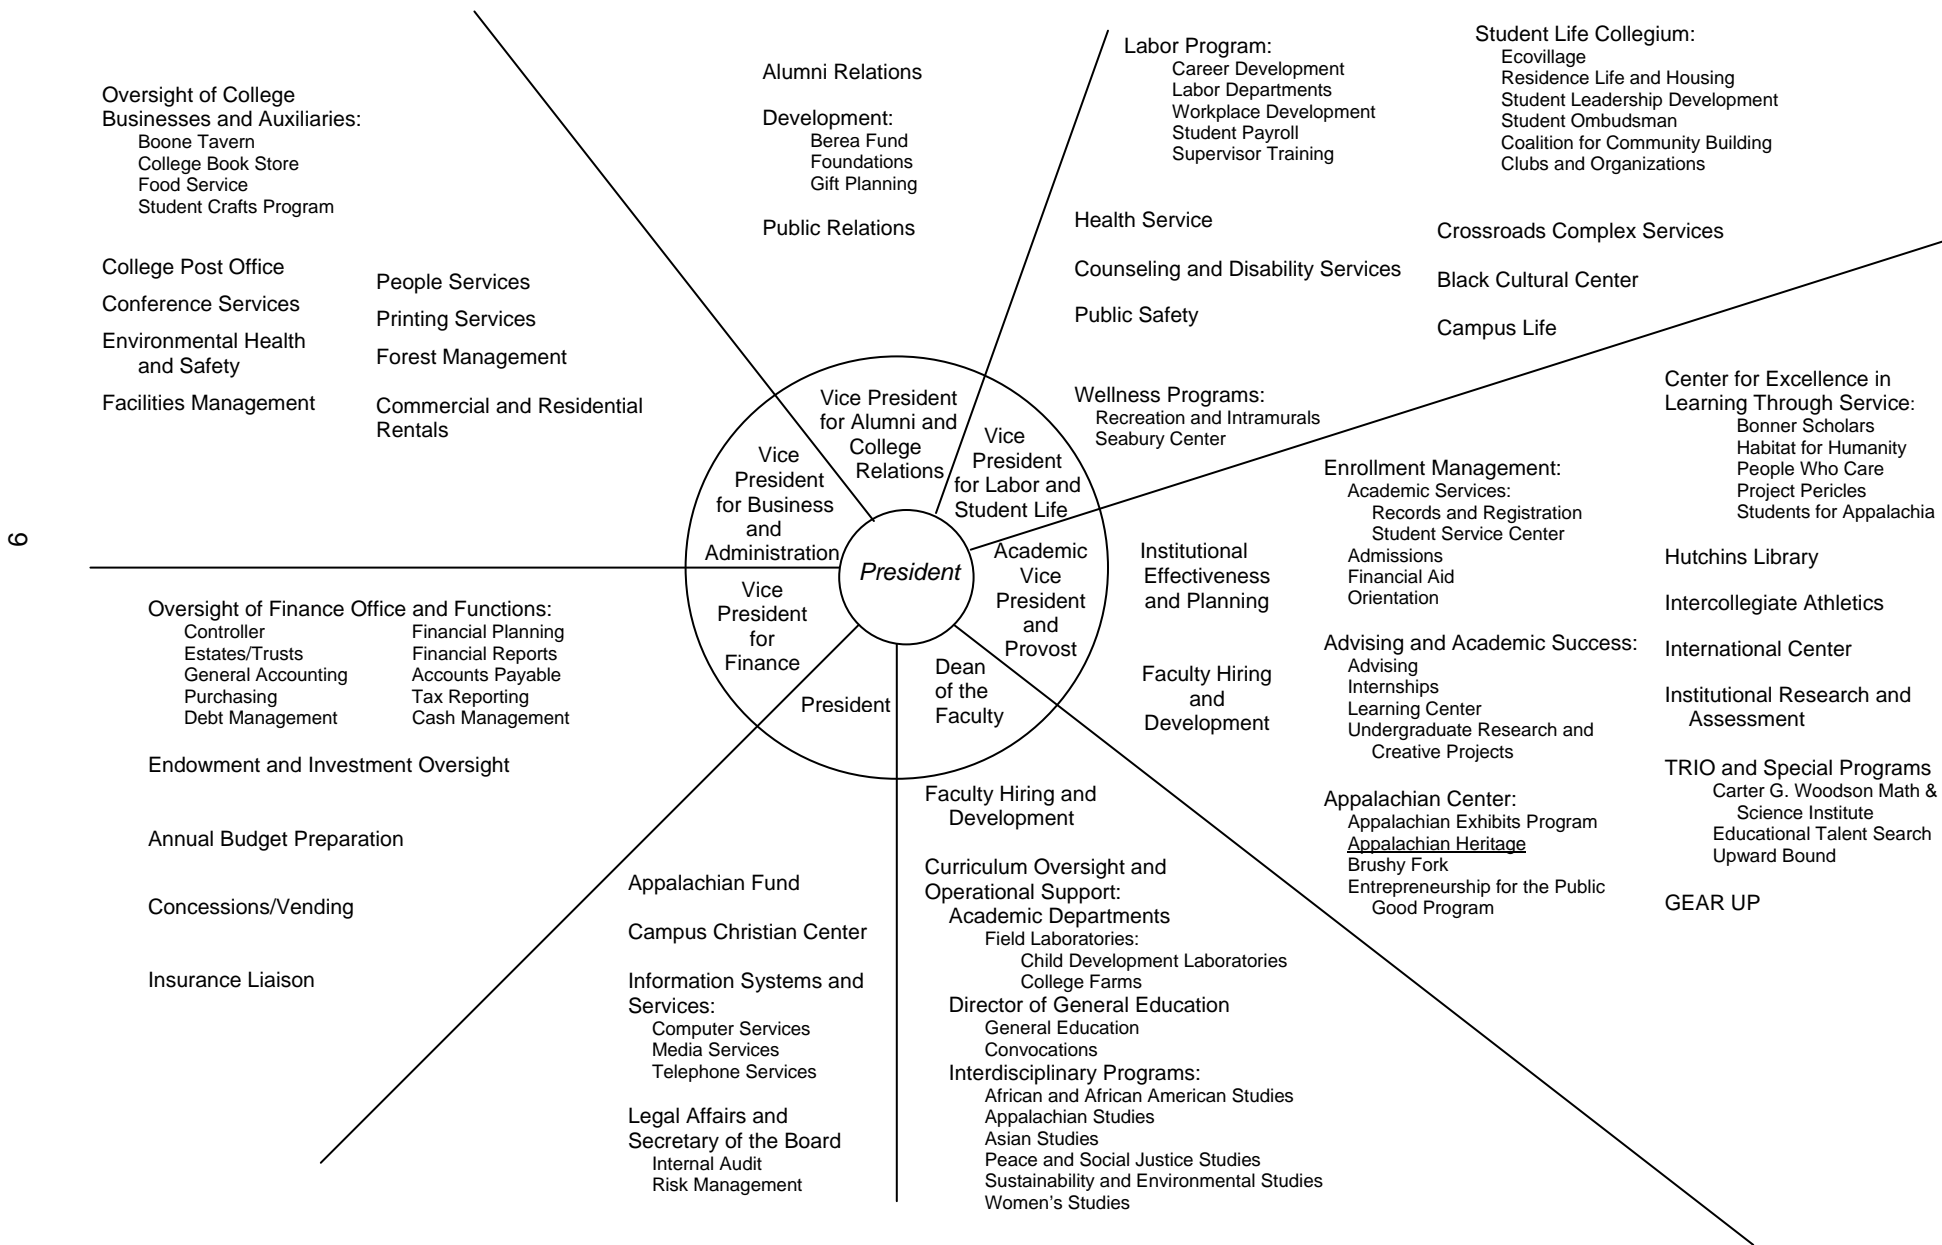 Oversight of College
Businesses and Auxiliaries:
Boone Tavern
College Book Store
Food Service
Student Crafts Program
College Post Office
Conference Services
Environmental Health
and Safety
Facilities Management
People Services
Printing Services
Forest Management
Commercial and Residential
Rentals
Alumni Relations
Development:
Berea Fund
Foundations
Gift Planning
Public Relations
Labor Program:
Career Development
Labor Departments
Workplace Development
Student Payroll
Supervisor Training
Student Life Collegium:
Ecovillage
Residence Life and Housing
Student Leadership Development
Student Ombudsman
Coalition for Community Building
Clubs and Organizations
Health Service
Counseling and Disability Services
Public Safety
Crossroads Complex Services
Black Cultural Center
Campus Life
Wellness Programs:
Recreation and Intramurals
Seabury Center
Vice President
for Alumni and
College
Relations
Vice
President
for Labor and
Student Life
Vice
President
for Business
and
Administration
President
Academic
Vice
President
and
Provost
Vice
President
for
Finance
President
Dean
of the
Faculty
9
Institutional
Effectiveness
and Planning
Faculty Hiring
and
Development
Enrollment Management:
Academic Services:
Records and Registration
Student Service Center
Admissions
Financial Aid
Orientation
Advising and Academic Success:
Advising
Internships
Learning Center
Undergraduate Research and
Creative Projects
Appalachian Center:
Appalachian Exhibits Program
Appalachian Heritage
Brushy Fork
Entrepreneurship for the Public
Good Program
Center for Excellence in
Learning Through Service:
Bonner Scholars
Habitat for Humanity
People Who Care
Project Pericles
Students for Appalachia
Hutchins Library
Intercollegiate Athletics
International Center
Institutional Research and
Assessment
TRIO and Special Programs
Carter G. Woodson Math &
Science Institute
Educational Talent Search
Upward Bound
GEAR UP
Oversight of Finance Office and Functions:
Controller
Estates/Trusts
General Accounting
Purchasing
Debt Management
Financial Planning
Financial Reports
Accounts Payable
Tax Reporting
Cash Management
Endowment and Investment Oversight
Annual Budget Preparation
Concessions/Vending
Insurance Liaison
Appalachian Fund
Campus Christian Center
Information Systems and
Services:
Computer Services
Media Services
Telephone Services
Legal Affairs and
Secretary of the Board
Internal Audit
Risk Management
Faculty Hiring and
Development
Curriculum Oversight and
Operational Support:
Academic Departments
Field Laboratories:
Child Development Laboratories
College Farms
Director of General Education
General Education
Convocations
Interdisciplinary Programs:
African and African American Studies
Appalachian Studies
Asian Studies
Peace and Social Justice Studies
Sustainability and Environmental Studies
Women's Studies